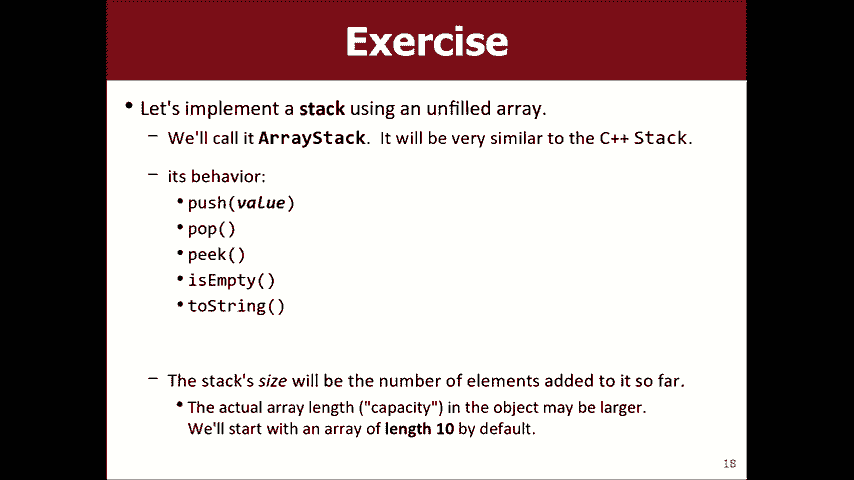 Exercise
• Let's implement a stack using an unfilled array.
– We'll call it ArrayStack. It will be very similar to the C++ Stack.
– its behavior:
• push(value)
• pop()
• peek()
• isEmpty()
• toString()
– The stack's size will be the number of elements added to it so far.
• The actual array length ("capacity") in the object may be larger.
We'll start with an array of length 10 by default.
18